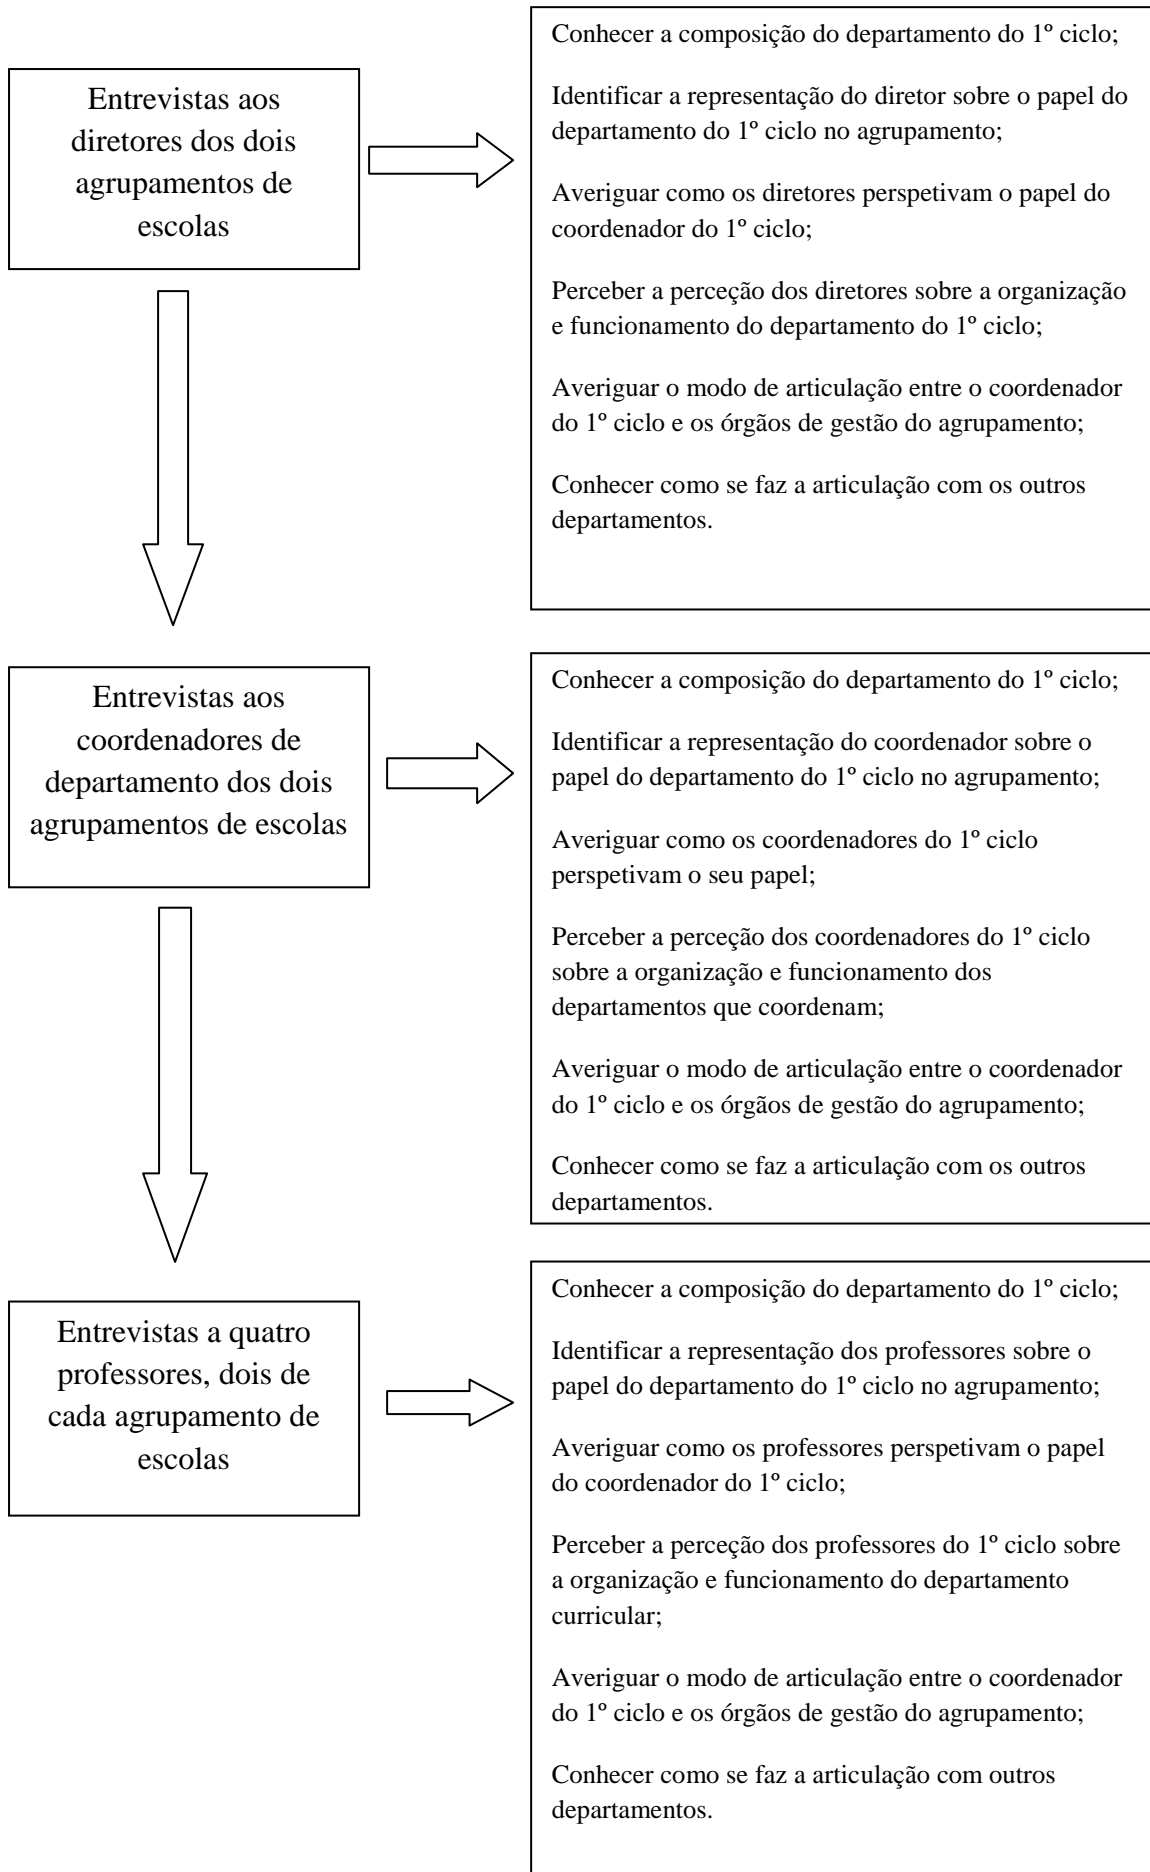 Entrevistas aos
diretores dos dois
agrupamentos de
escolas
Conhecer a composição do departamento do 1º ciclo;
Identificar a representação do diretor sobre o papel do
departamento do 1º ciclo no agrupamento;
Averiguar como os diretores perspetivam o papel do
coordenador do 1º ciclo;
Perceber a perceção dos diretores sobre a organização
e funcionamento do departamento do 1º ciclo;
Averiguar o modo de articulação entre o coordenador
do 1º ciclo e os órgãos de gestão do agrupamento;
Conhecer como se faz a articulação com os outros
departamentos.
Entrevistas aos
coordenadores de
departamento dos dois
agrupamentos de escolas
Conhecer a composição do departamento do 1º ciclo;
Identificar a representação do coordenador sobre o
papel do departamento do 1º ciclo no agrupamento;
Averiguar como os coordenadores do 1º ciclo
perspetivam o seu papel;
Perceber a perceção dos coordenadores do 1º ciclo
sobre a organização e funcionamento dos
departamentos que coordenam;
Averiguar o modo de articulação entre o coordenador
do 1º ciclo e os órgãos de gestão do agrupamento;
Conhecer como se faz a articulação com os outros
departamentos.
Entrevistas a quatro
professores, dois de
cada agrupamento de
escolas
Conhecer a composição do departamento do 1º ciclo;
Identificar a representação dos professores sobre o
papel do departamento do 1º ciclo no agrupamento;
Averiguar como os professores perspetivam o papel
do coordenador do 1º ciclo;
Perceber a perceção dos professores do 1º ciclo sobre
a organização e funcionamento do departamento
curricular;
Averiguar o modo de articulação entre o coordenador
do 1º ciclo e os órgãos de gestão do agrupamento;
Conhecer como se faz a articulação com outros
departamentos.